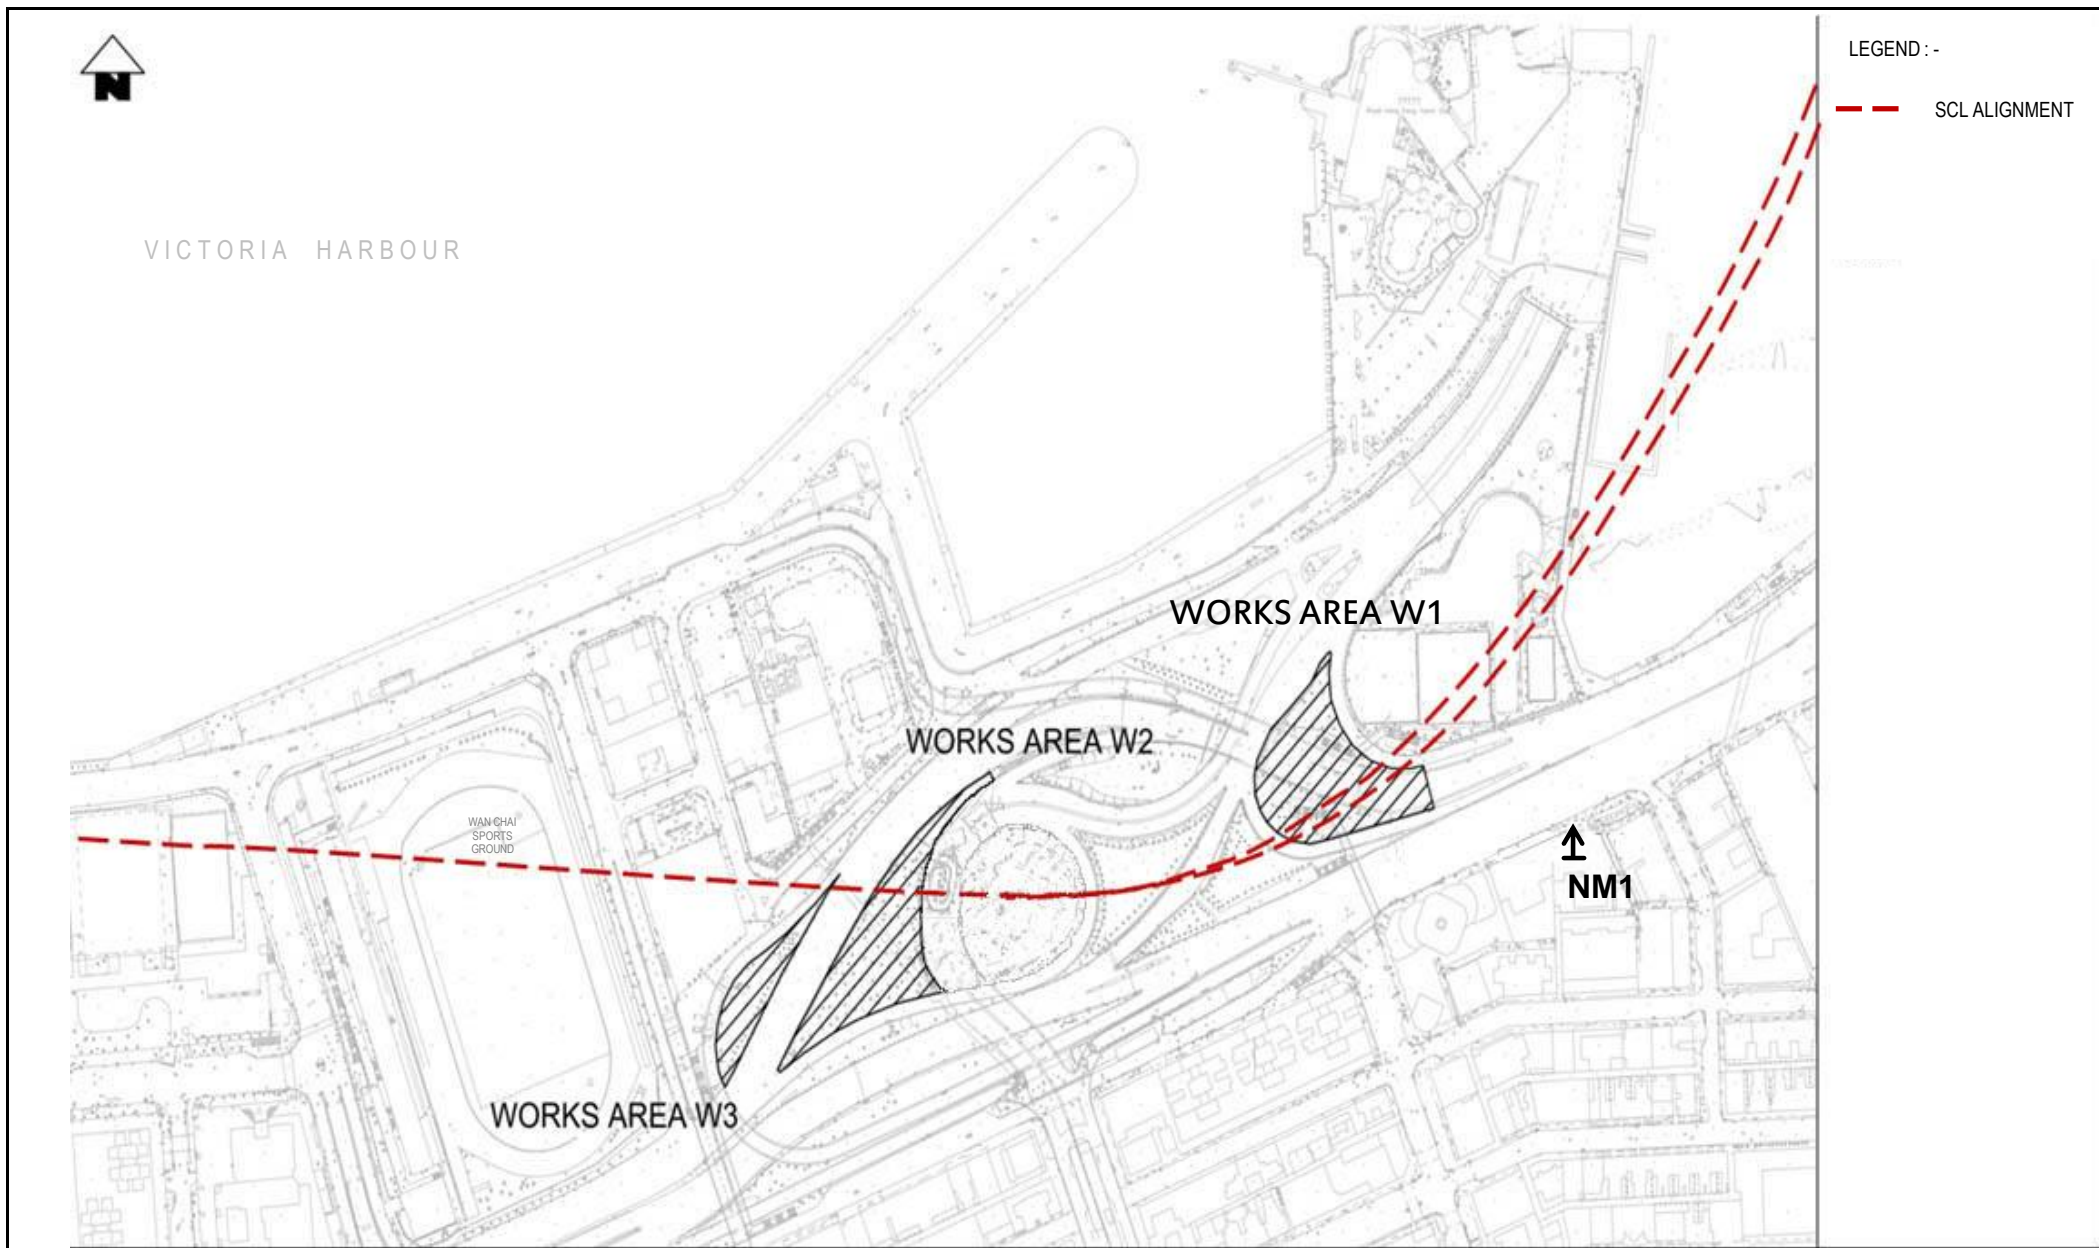 N
LEGEND : -
SCL ALIGNMENT
VICTORIA HARBOUR
WORKS AREA W1
WORKS AREA W2
WAN CHAI
SPORTS
GROUND
NM1
WORKS AREA W3